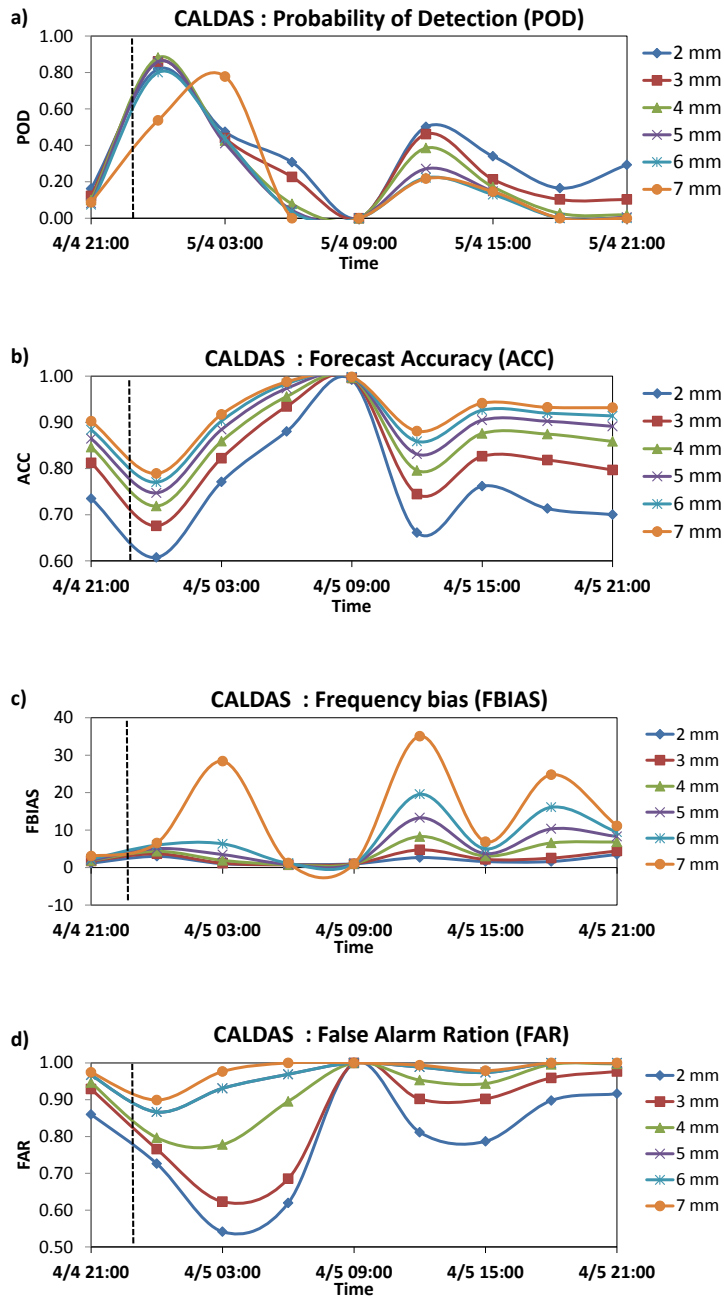 a)
CALDAS : Probability of Detection (POD)
1.00
0.80
0.60
0.40
0.20
0.00
POD
4/4 21:00 5/4 03:00 5/4 09:00 5/4 15:00 5/4 21:00
Time
2 mm
3 mm
4 mm
5 mm
6 mm
7 mm
b)
CALDAS : Forecast Accuracy (ACC)
1.00
0.90
0.80
0.70
0.60
ACC
4/4 21:00 4/5 03:00 4/5 09:00 4/5 15:00 4/5 21:00
Time
2 mm
3 mm
4 mm
5 mm
6 mm
7 mm
c)
CALDAS : Frequency bias (FBIAS)
40
30
20
10
0
-10
FBIAS
4/4 21:00 4/5 03:00 4/5 09:00 4/5 15:00 4/5 21:00
Time
2 mm
3 mm
4 mm
5 mm
6 mm
7 mm
d)
CALDAS : False Alarm Ration (FAR)
1.00
0.90
0.80
0.70
0.60
0.50
FAR
4/4 21:00 4/5 03:00 4/5 09:00 4/5 15:00 4/5 21:00
Time
2 mm
3 mm
4 mm
5 mm
6 mm
7 mm